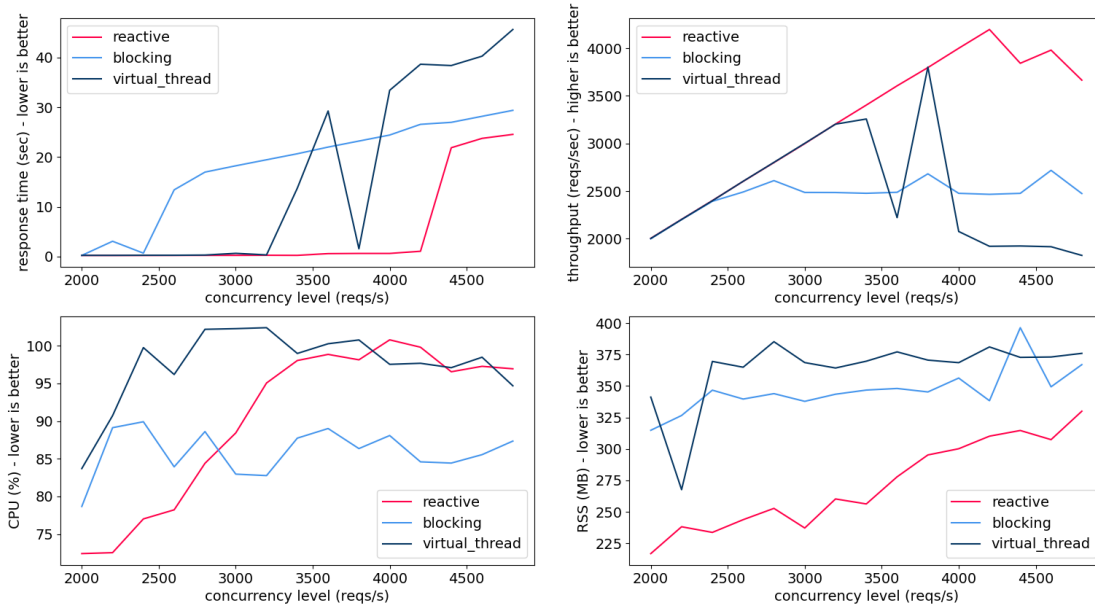 response time (sec) - lower is better
40
30
20
10
0
reactive
blocking
virtual_thread
2000 2500 3000 3500 4000 4500
concurrency level (reqs/s)
throughput (reqs/sec) - higher is better
4000
3500
3000
2500
2000
reactive
blocking
virtual_thread
2000 2500 3000 3500 4000 4500
concurrency level (reqs/s)
CPU (%) - lower is better
100
95
90
85
80
75
reactive
blocking
virtual_thread
2000 2500 3000 3500 4000 4500
concurrency level (reqs/s)
RSS (MB) - lower is better
400
375
350
325
300
275
250
225
reactive
blocking
virtual_thread
2000 2500 3000 3500 4000 4500
concurrency level (reqs/s)